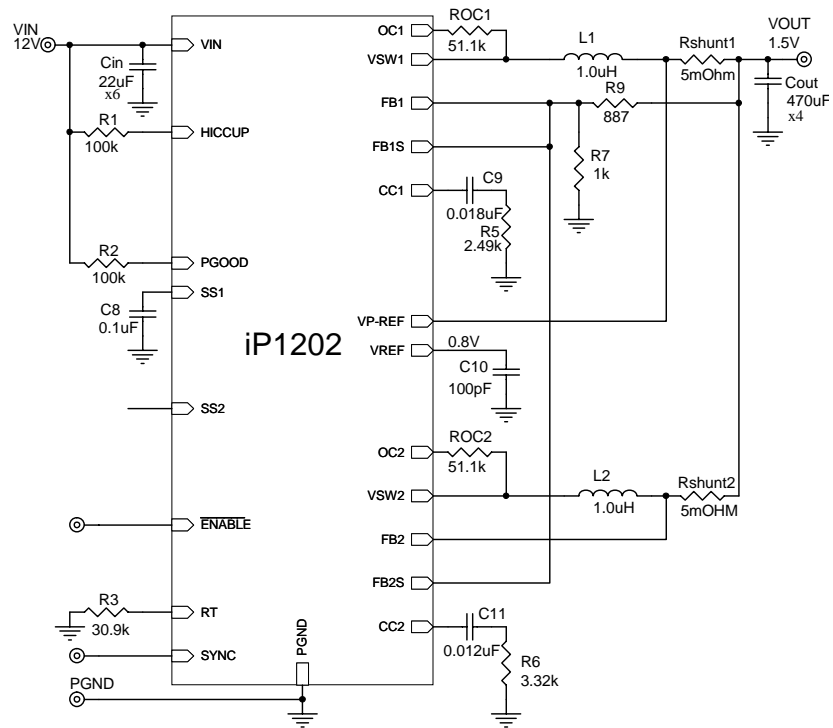 VIN
12V
VIN
Cin
22uF
x6
R1
100k
HICCUP
R2
100k
PGOOD
SS1
C8
0.1uF
iP1202
SS2
ENABLE
R3
30.9k
RT
SYNC
PGND
PGND
OC1
ROC1
51.1k
VSW1
L1
1.0uH
Rshunt1
5mOhm
VOUT
1.5V
Cout
470uF
x4
FB1
R9
887
FB1S
R7
1k
CC1
C9
0.018uF
R5
2.49k
VP-REF
VREF
0.8V
C10
100pF
OC2
ROC2
51.1k
VSW2
L2
1.0uH
Rshunt2
5mOHM
FB2
FB2S
CC2
C11
0.012uF
R6
3.32k